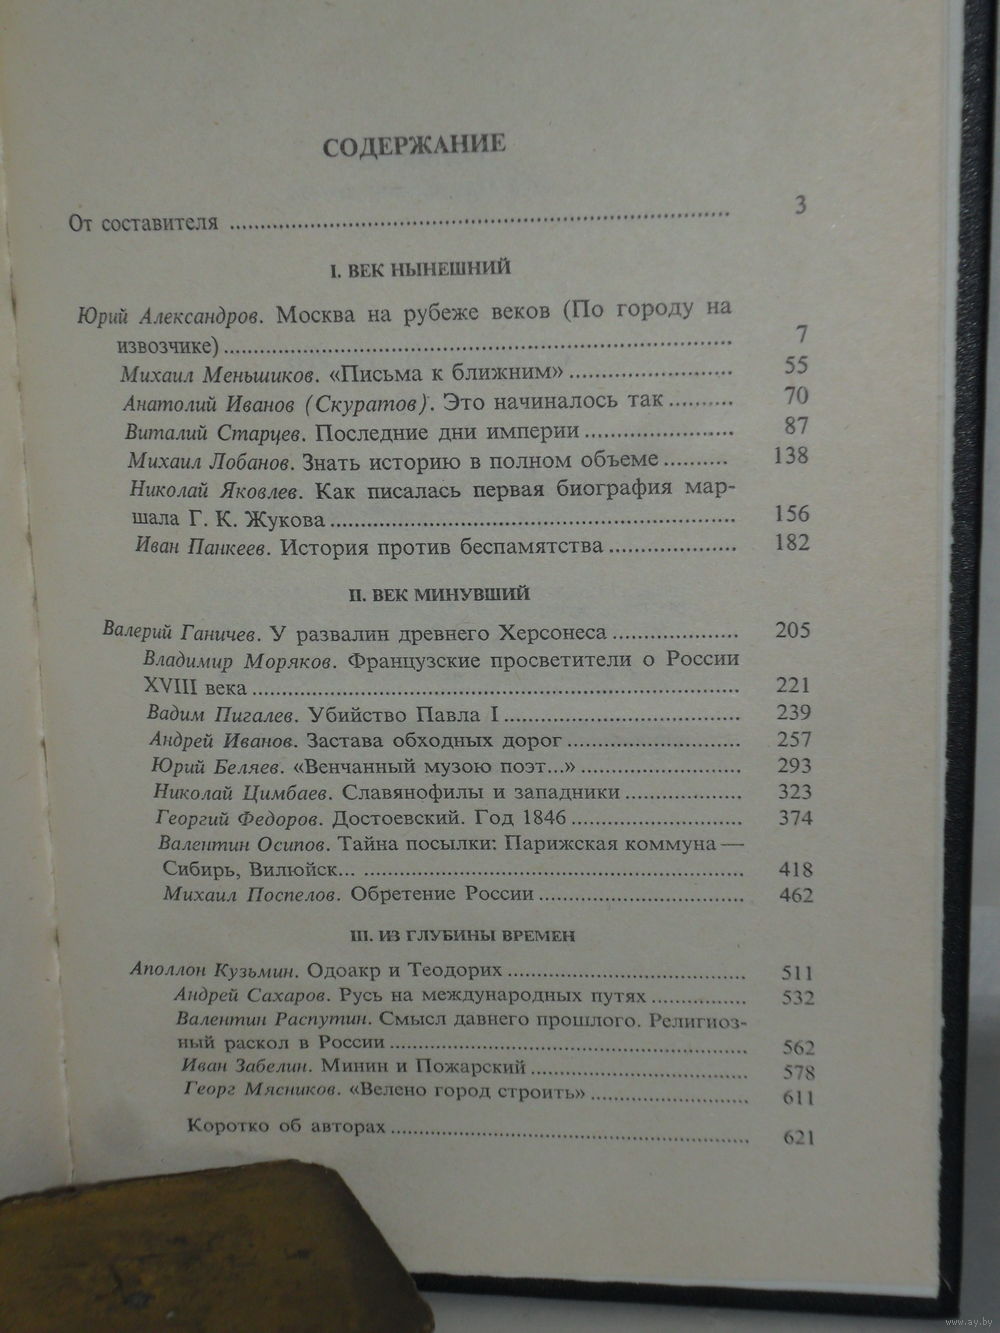 СОДЕРЖАНИЕ
От составителя ........ 3
I. ВЕК НЫНЕШНИЙ
Юрий Александров. Москва на рубеже веков (По городу на
извозчике) ........ 7
Михаил Меньшиков. «Письма к ближним» ........ 55
Анатолий Иванов (Скуратов). Это начиналось так ........ 70
Виталий Старцев. Последние дни империи ........ 87
Михаил Лобанов. Знать историю в полном объеме ........ 138
Николай Яковлев. Как писалась первая биография мар-
шала Г. К. Жукова ........ 156
Иван Панкеев. История против беспамятства ........ 182
II. ВЕК МИНУВШИЙ
Валерий Ганичев. У развалин древнего Херсонеса ........ 205
Владимир Моряков. Французские просветители о России
XVIII века ........ 221
Вадим Пигалев. Убийство Павла I ........ 239
Андрей Иванов. Застава обходных дорог ........ 257
Юрий Беляев. «Венчанный музою поэт...» ........ 293
Николай Цимбаев. Славянофилы и западники ........ 323
Георгий Федоров. Достоевский. Год 1846 ........ 374
Валентин Осипов. Тайна посылки: Парижская коммуна —
Сибирь, Вилюйск... ........ 418
Михаил Поспелов. Обретение России ........ 462
III. ИЗ ГЛУБИНЫ ВРЕМЕН
Аполлон Кузьмин. Одоакр и Теодорих ........ 511
Андрей Сахаров. Русь на международных путях ........ 532
Валентин Распутин. Смысл давнего прошлого. Религиоз-
ный раскол в России ........ 562
Иван Забелин. Минин и Пожарский ........ 578
Георг Мясников. «Велено город строить» ........ 611
Коротко об авторах ........ 621
www.ay.by